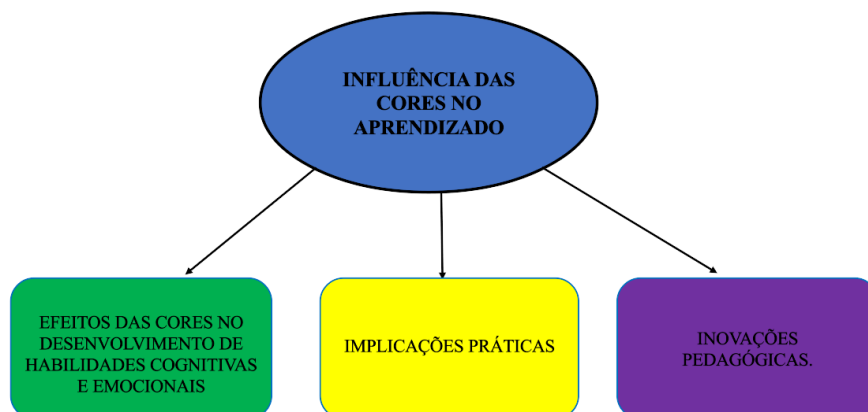 INFLUÊNCIA DAS
CORES NO
APRENDIZADO
EFEITOS DAS CORES NO
DESENVOLVIMENTO DE
HABILIDADES COGNITIVAS
E EMOCIONAIS
IMPLICAÇÕES PRÁTICAS
INOVAÇÕES
PEDAGÓGICAS.